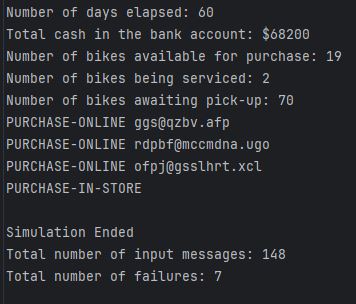 Number of days elapsed: 60
Total cash in the bank account: $68200
Number of bikes available for purchase: 19
Number of bikes being serviced: 2
Number of bikes awaiting pick-up: 70
PURCHASE-ONLINE ggs@qzbv.afp
PURCHASE-ONLINE rdpbf@mccmdna.ugo
PURCHASE-ONLINE ofpj@gsslhrt.xcl
PURCHASE-IN-STORE
Simulation Ended
Total number of input messages: 148
Total number of failures: 7